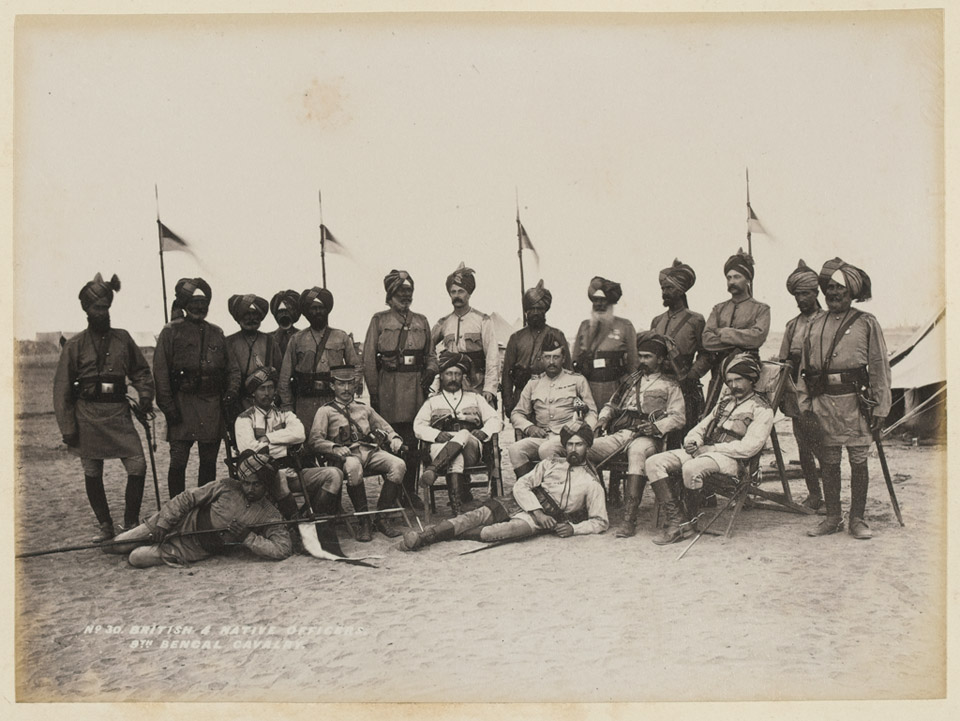 Nº 30. BRITISH & NATIVE OFFICERS.
9TH BENGAL CAVALRY.